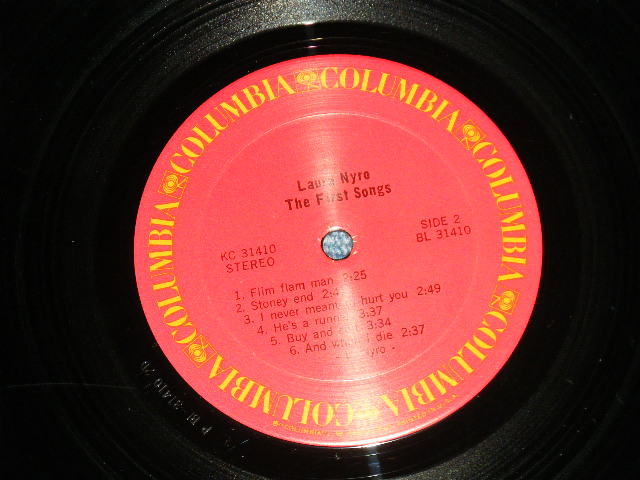 COLUMBIA COLUMBIA COLUMBIA COLUMBIA COLUMBIA COLUMBIA
Laura Nyro
The First Songs
KC 31410
STEREO
SIDE 2
BL 31410
1. Flim flam man 2:25
2. Stoney end
3. I never meant to hurt you 2:49
4. He's a runner 3:37
5. Buy and sell 3:34
6. And when I die 2:37
Nyro -